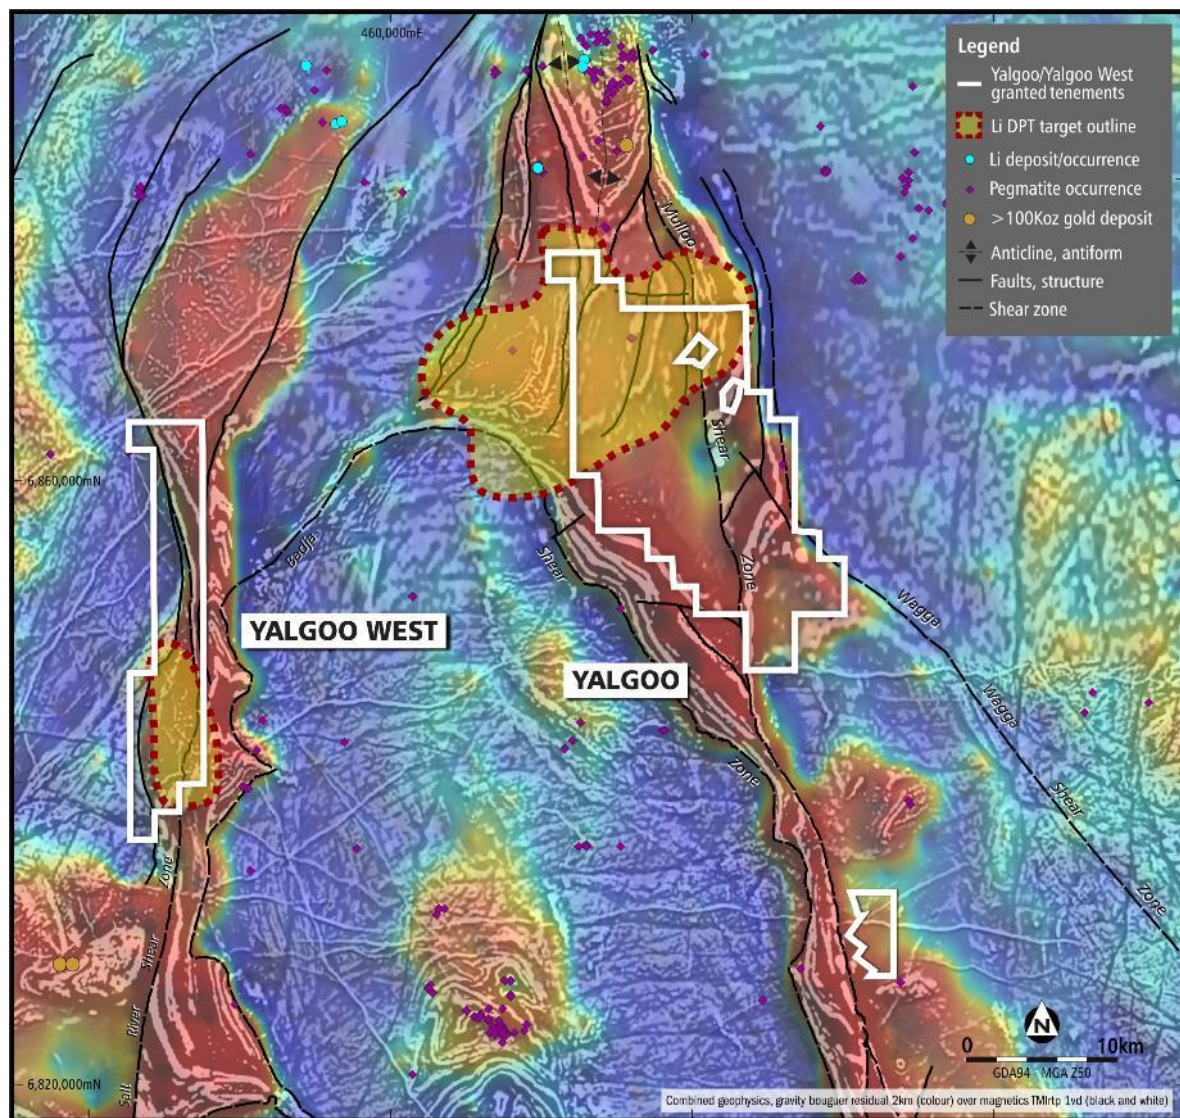 460,000mE
Legend
Yalgoo/Yalgoo West
granted tenements
Li DPT target outline
Li deposit/occurrence
Pegmatite occurrence
>100Koz gold deposit
Anticline, antiform
Faults, structure
Shear zone
Mulloo
Shear
Zone
6,860,000mN
Badja
Shear
Zone
YALGOO WEST
YALGOO
Wagga
Wagga
Shear
Zone
Zone
Shear
River
Salt
N
0 10km
GDA94 - MGA Z50
6,820,000mN
Combined geophysics, gravity bouguer residual 2km (colour) over magnetics TMIrtp 1vd (black and white)